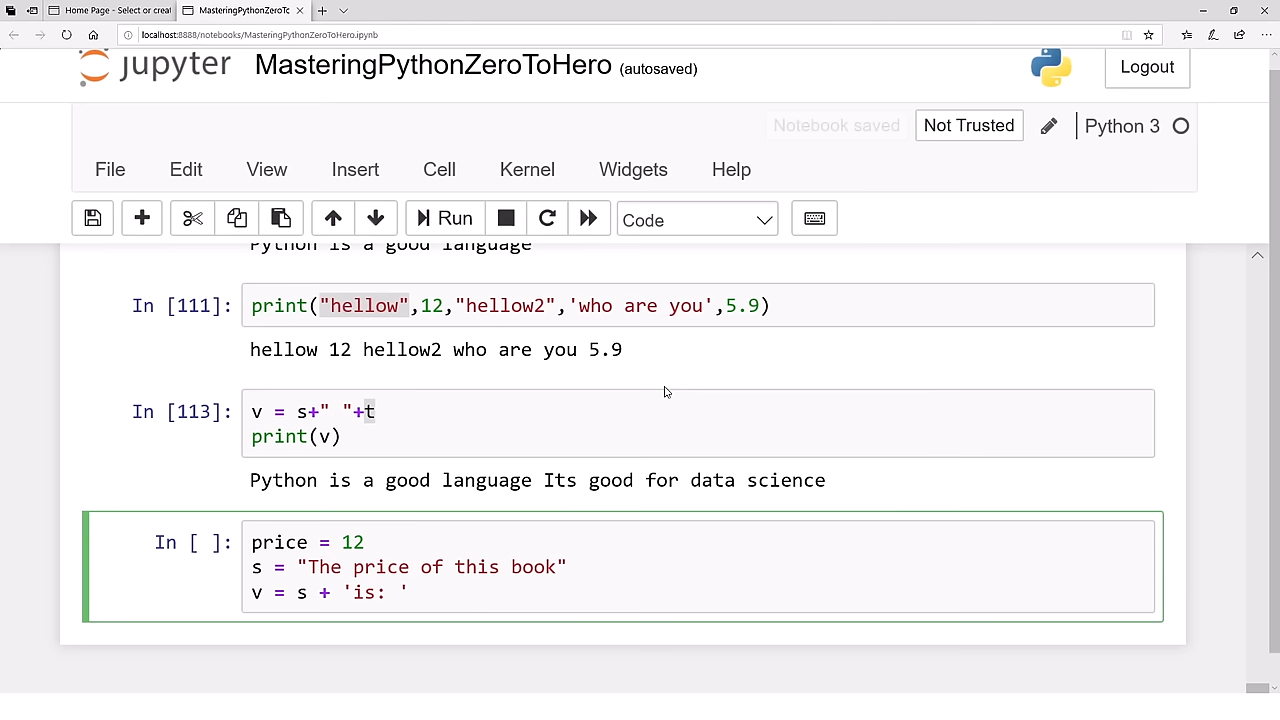 Home Page - Select or creat
MasteringPythonZeroTo
localhost:8888/notebooks/MasteringPythonZeroToHero.ipynb
jupyter MasteringPythonZeroToHero (autosaved)
Logout
Notebook saved Not Trusted Python 3
File Edit View Insert Cell Kernel Widgets Help
Run Code
Python is a good language
In [111]: print("hellow",12,"hellow2",'who are you',5.9)
hellow 12 hellow2 who are you 5.9
In [113]: v = s+" "+t
print(v)
Python is a good language Its good for data science
In [ ]: price = 12
s = "The price of this book"
v = s + 'is: '